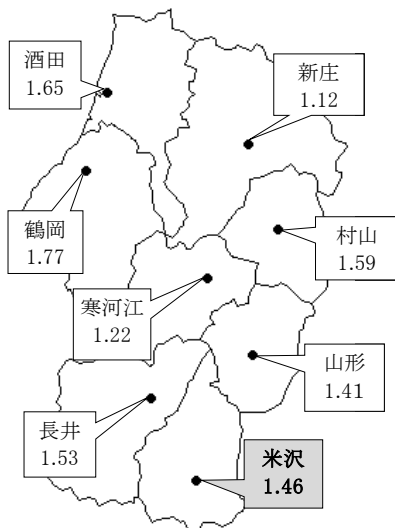 酒田
1.65
新庄
1.12
鶴岡
1.77
村山
1.59
寒河江
1.22
山形
1.41
長井
1.53
米沢
1.46